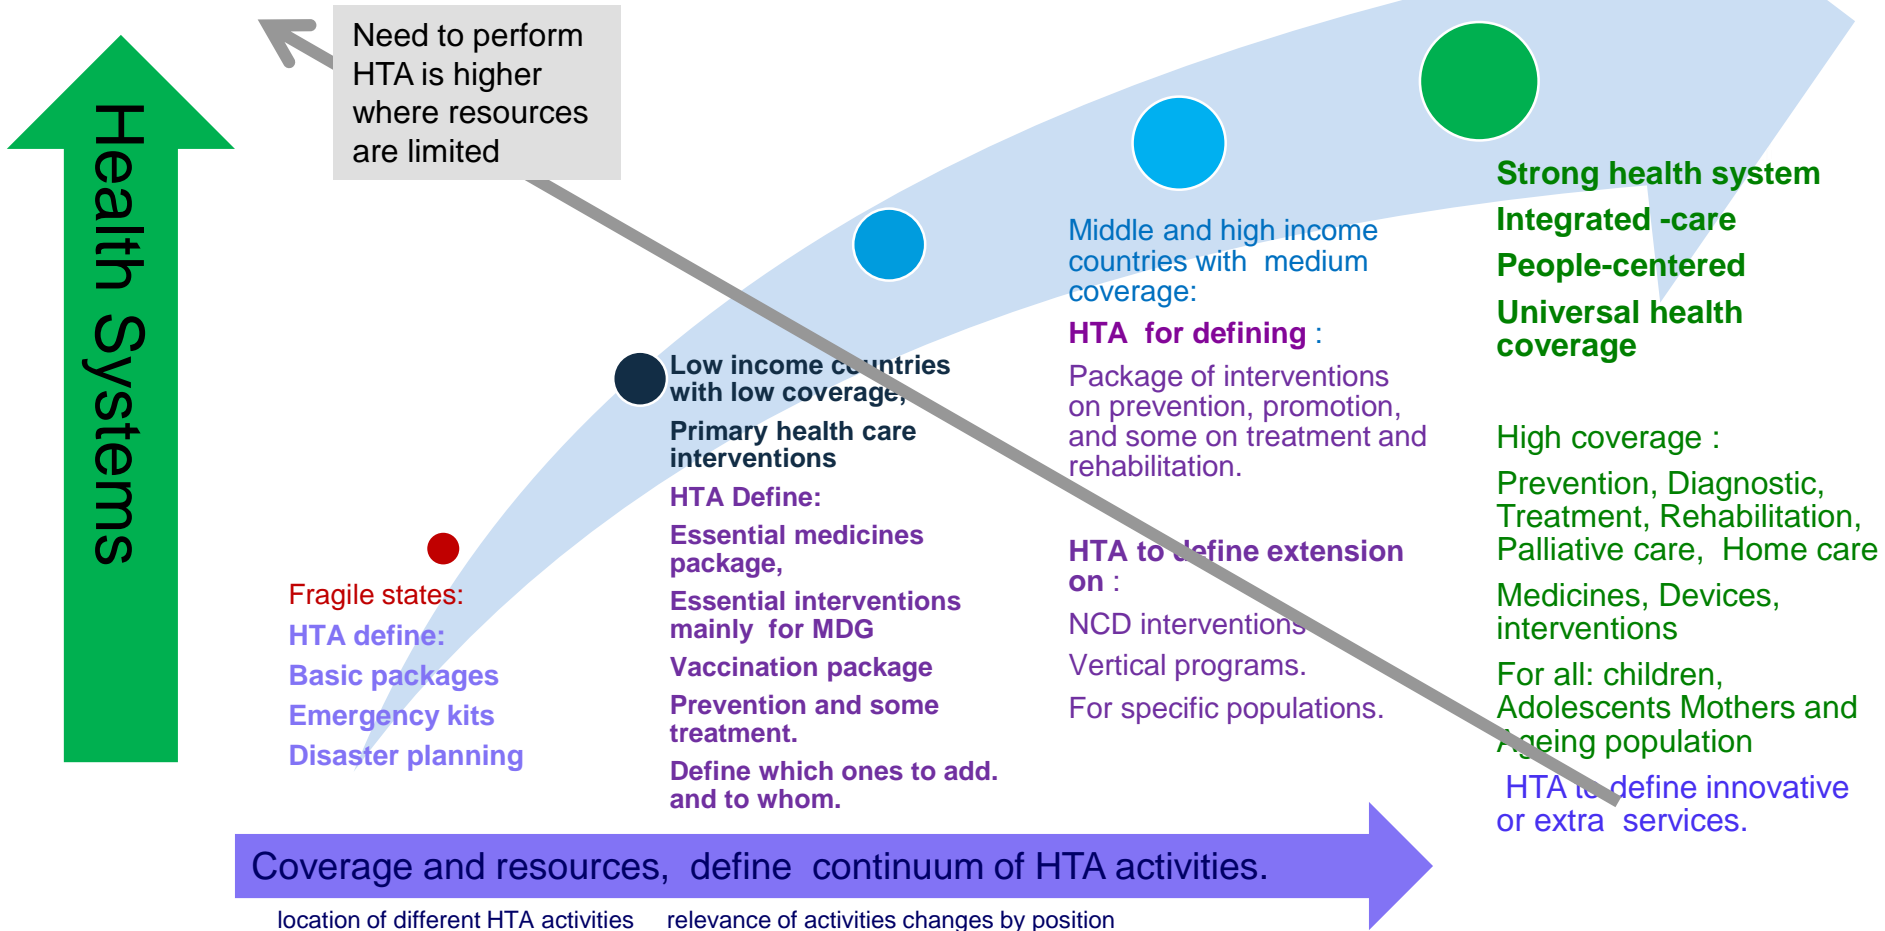 Health Systems
Need to perform
HTA is higher
where resources
are limited
Fragile states:
HTA define:
Basic packages
Emergency kits
Disaster planning
Low income countries
with low coverage,
Primary health care
interventions
HTA Define:
Essential medicines
package,
Essential interventions
mainly for MDG
Vaccination package
Prevention and some
treatment.
Define which ones to add.
and to whom.
Middle and high income
countries with medium
coverage:
HTA for defining :
Package of interventions
on prevention, promotion,
and some on treatment and
rehabilitation.
HTA to define extension
on :
NCD interventions
Vertical programs.
For specific populations.
Strong health system
Integrated -care
People-centered
Universal health
coverage
High coverage :
Prevention, Diagnostic,
Treatment, Rehabilitation,
Palliative care, Home care
Medicines, Devices,
interventions
For all: children,
Adolescents Mothers and
Ageing population
HTA to define innovative
or extra services.
Coverage and resources, define continuum of HTA activities.
location of different HTA activities relevance of activities changes by position